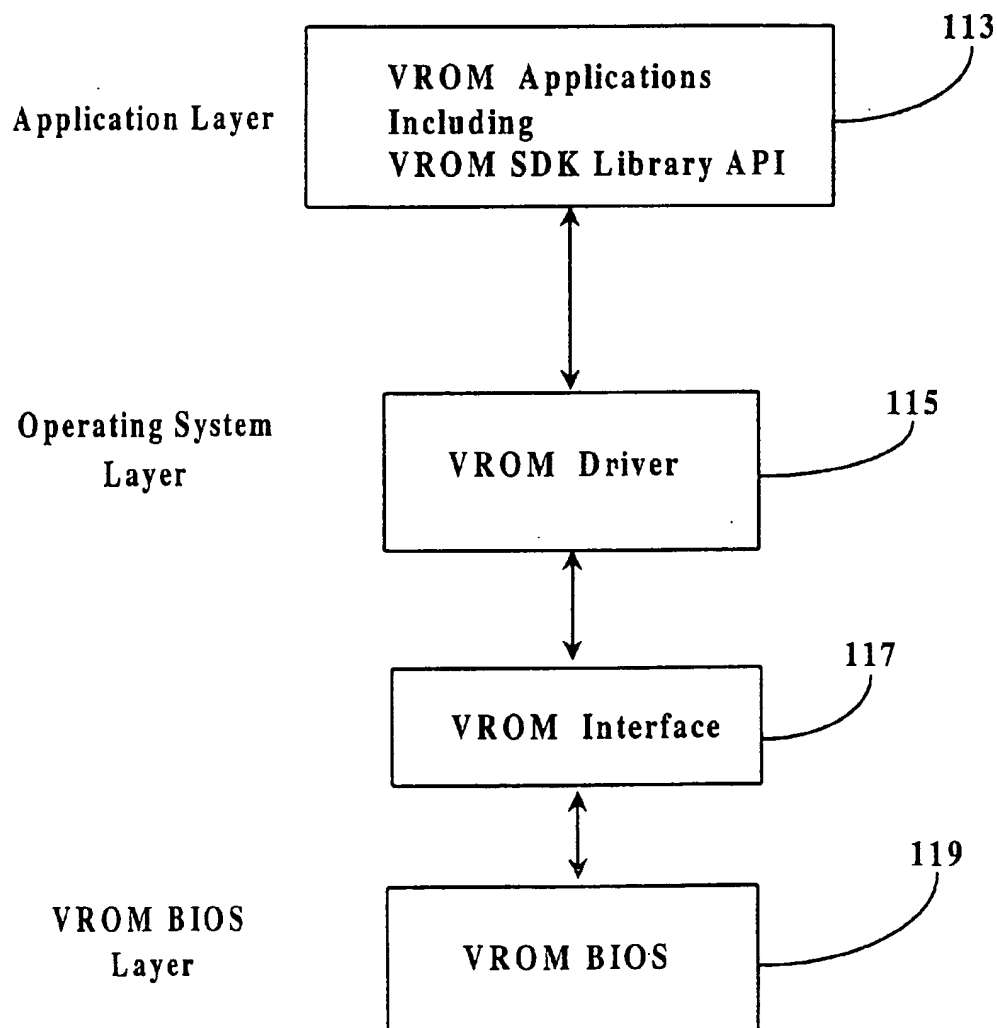 113
VROM Applications
Including
VROM SDK Library API
Application Layer
115
Operating System
Layer
VROM Driver
117
VROM Interface
119
VROM BIOS
Layer
VROM BIOS